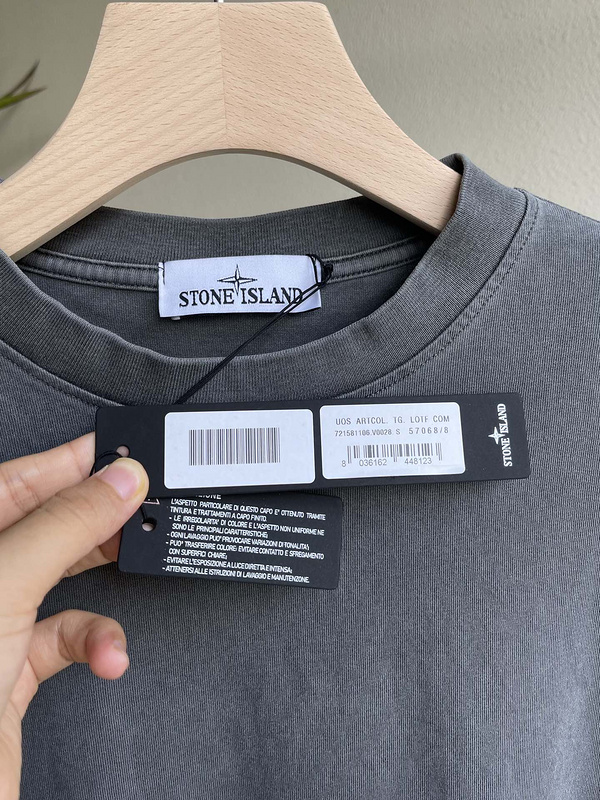 STONE ISLAND
UOS ARTCOL. TG. LOTF COM
721581106.V0028. S 57068/8
8 036162 448123
STONE ISLAND
L'ASPETTO PARTICOLARE DI QUESTO CAPO E' OTTENUTO TRAMITE
TINTURA E TRATTAMENTI A CAPO FINITO.
- LE IRREGOLARITA' DI COLORE E L'ASPETTO NON UNIFORME NE
SONO LE PRINCIPALI CARATTERISTICHE;
- OGNI LAVAGGIO PUO' PROVOCARE VARIAZIONI DI TONALITA';
- PUO' TRASFERIRE COLORE: EVITARE CONTATTO E SFREGAMENTO
CON SUPERFICI CHIARE;
- EVITARE L'ESPOSIZIONE A LUCE DIRETTA E INTENSA;
- ATTENERSI ALLE ISTRUZIONI DI LAVAGGIO E MANUTENZONE.